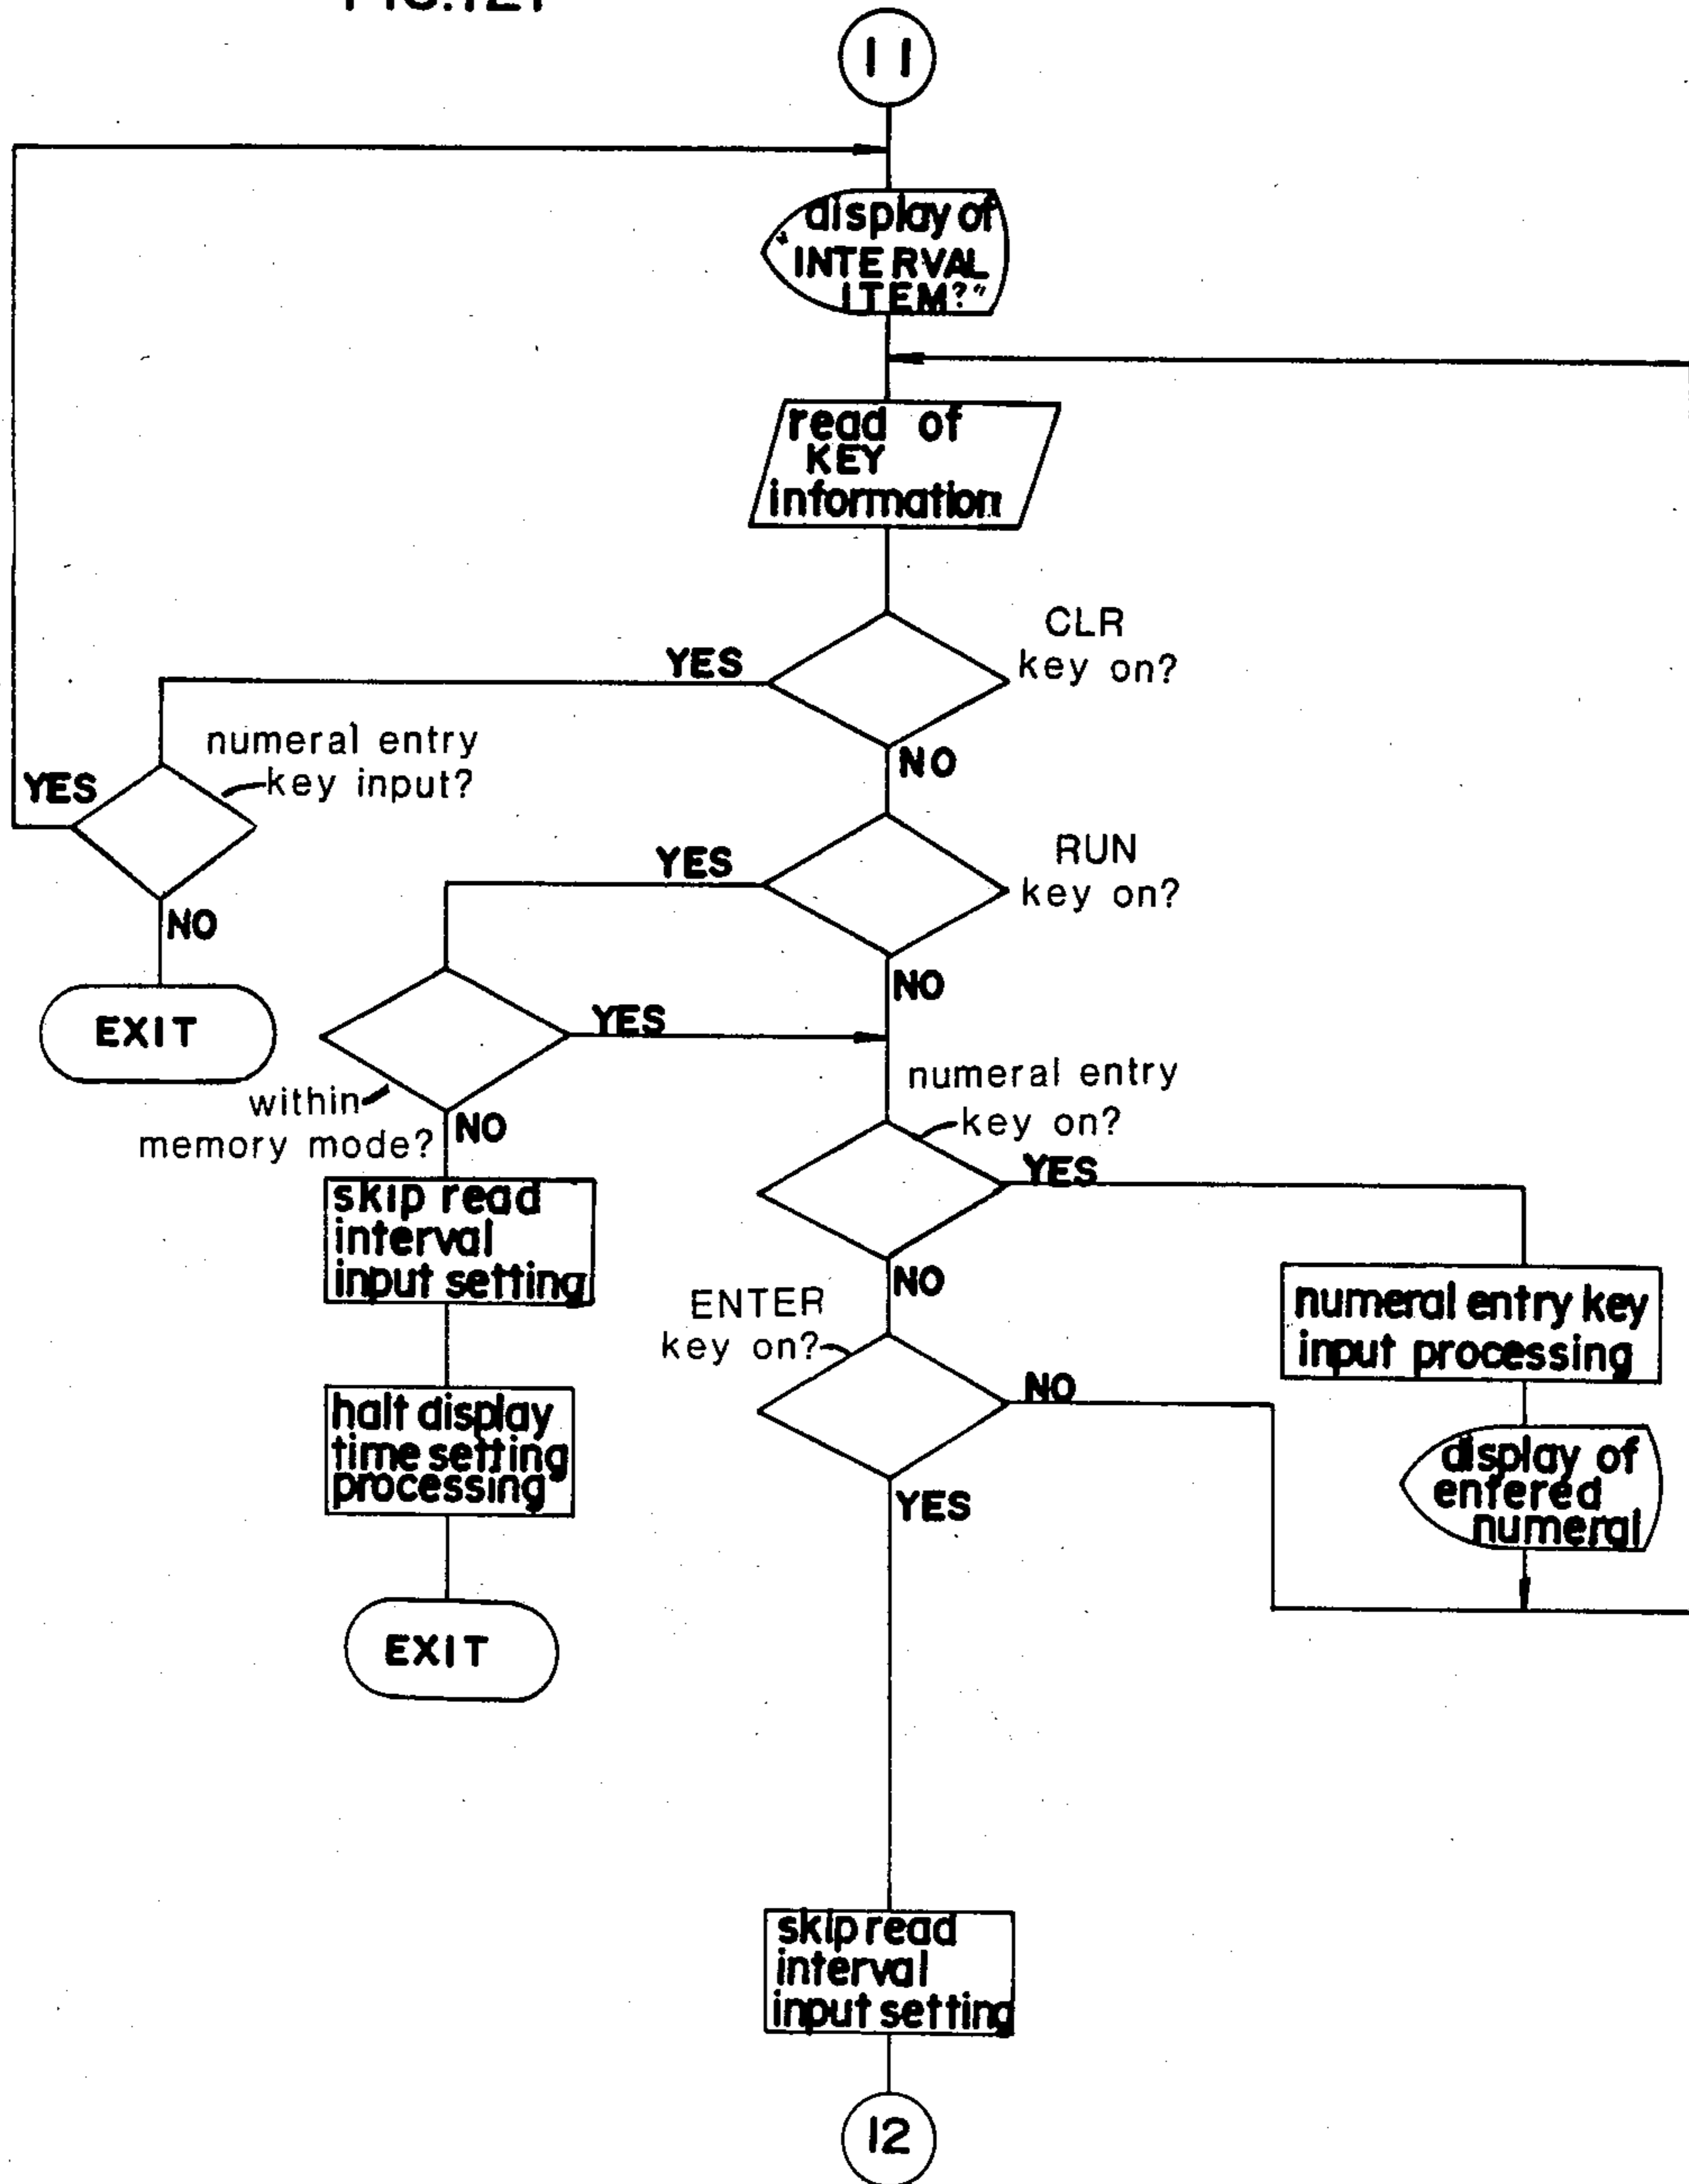 11
display of
"INTERVAL
ITEM?"
read of
KEY
information
CLR
key on?
YES
NO
numeral entry
key input?
YES
NO
EXIT
RUN
key on?
YES
NO
YES
within
memory mode?
NO
numeral entry
key on?
YES
NO
skip read
interval
input setting
numeral entry key
input processing
ENTER
key on?
NO
YES
halt display
time setting
processing
display of
entered
numeral
EXIT
skip read
interval
input setting
12